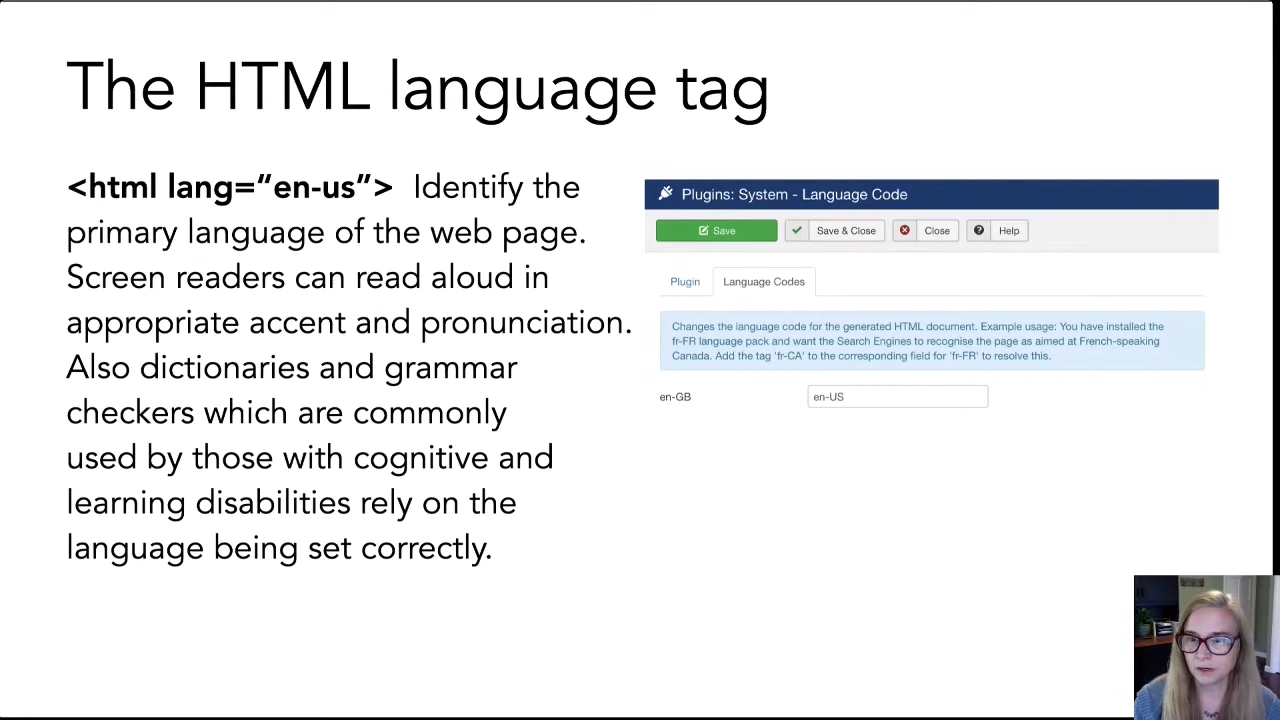 The HTML language tag
<html lang=“en-us”> Identify the
primary language of the web page.
Screen readers can read aloud in
appropriate accent and pronunciation.
Also dictionaries and grammar
checkers which are commonly
used by those with cognitive and
learning disabilities rely on the
language being set correctly.
Plugins: System - Language Code
Save
Save & Close
Close
Help
Plugin
Language Codes
Changes the language code for the generated HTML document. Example usage: You have installed the
fr-FR language pack and want the Search Engines to recognise the page as aimed at French-speaking
Canada. Add the tag 'fr-CA' to the corresponding field for 'fr-FR' to resolve this.
en-GB
en-US